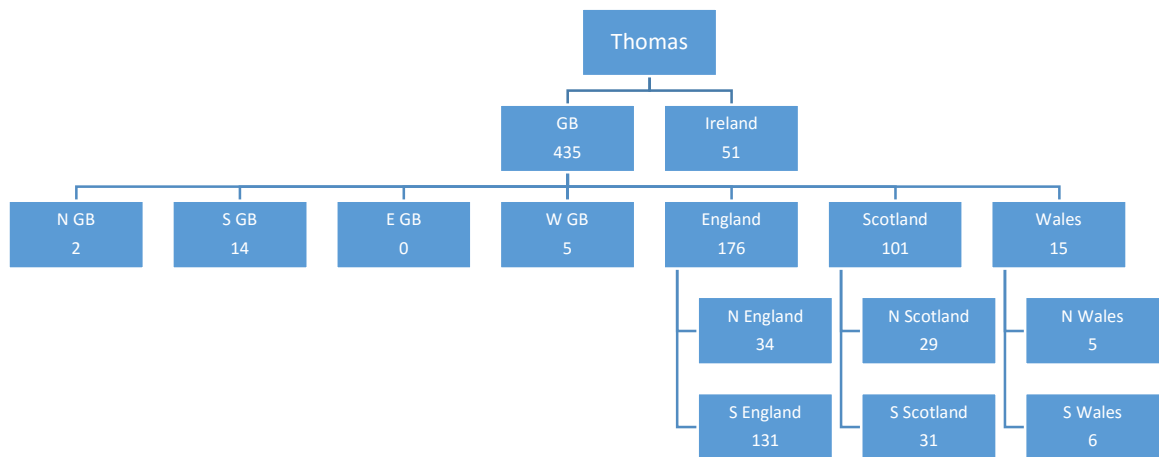 Thomas
GB
435
Ireland
51
N GB
2
S GB
14
E GB
0
W GB
5
England
176
Scotland
101
Wales
15
N England
34
N Scotland
29
N Wales
5
S England
131
S Scotland
31
S Wales
6